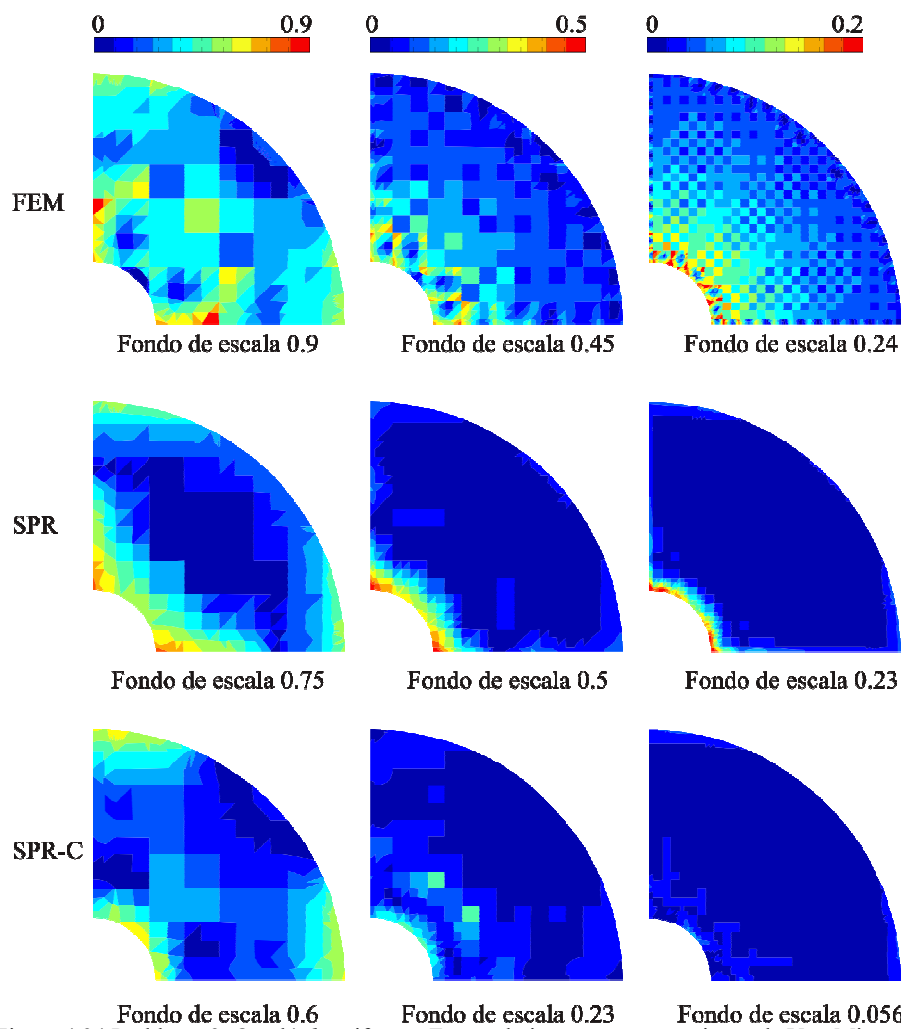 0 0.9 0 0.5 0 0.2
FEM
Fondo de escala 0.9 Fondo de escala 0.45 Fondo de escala 0.24
SPR
Fondo de escala 0.75 Fondo de escala 0.5 Fondo de escala 0.23
SPR-C
Fondo de escala 0.6 Fondo de escala 0.23 Fondo de escala 0.056